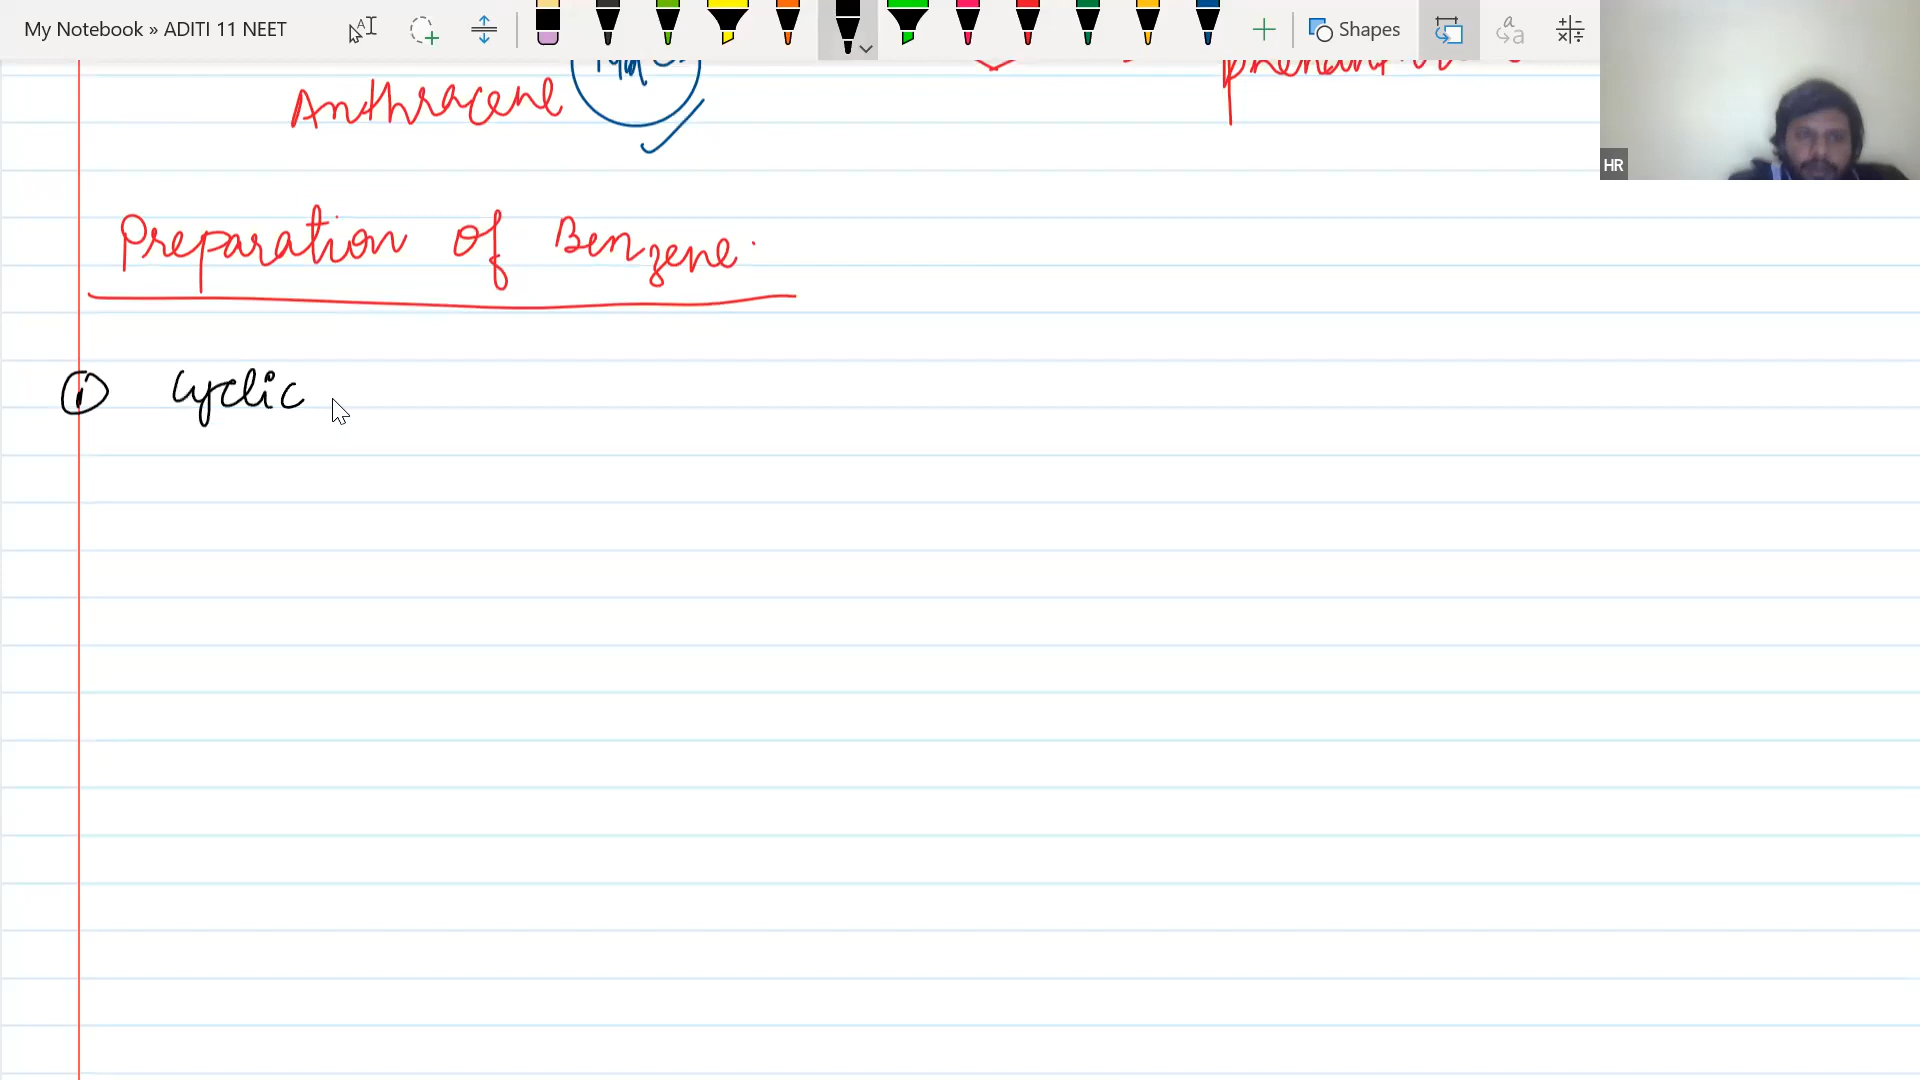 My Notebook » ADITI 11 NEET
Shapes
HR
Anthracene
Preparation of Benzene.
① Cyclic